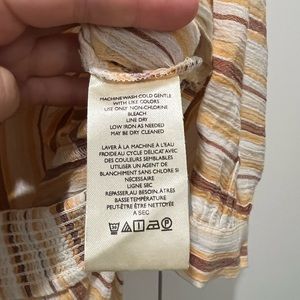 MACHINE WASH COLD GENTLE
WITH LIKE COLORS
USE ONLY NON-CHLORINE
BLEACH
LINE DRY
LOW IRON AS NEEDED
MAY BE DRY CLEANED
LAVER À LA MACHINE À L'EAU
FROIDE AU CYCLE DÉLICAT AVEC
DES COULEURS SEMBLABLES
UTILISER UN AGENT DE
BLANCHIMENT SANS CHLORE SI
NÉCESSAIRE
LIGNE SEC
REPASSER AU BESOIN À TRÈS
BASSE TEMPÉRATURE
PEUT-ÊTRE ÊTRE NETTOYÉE
A SEC